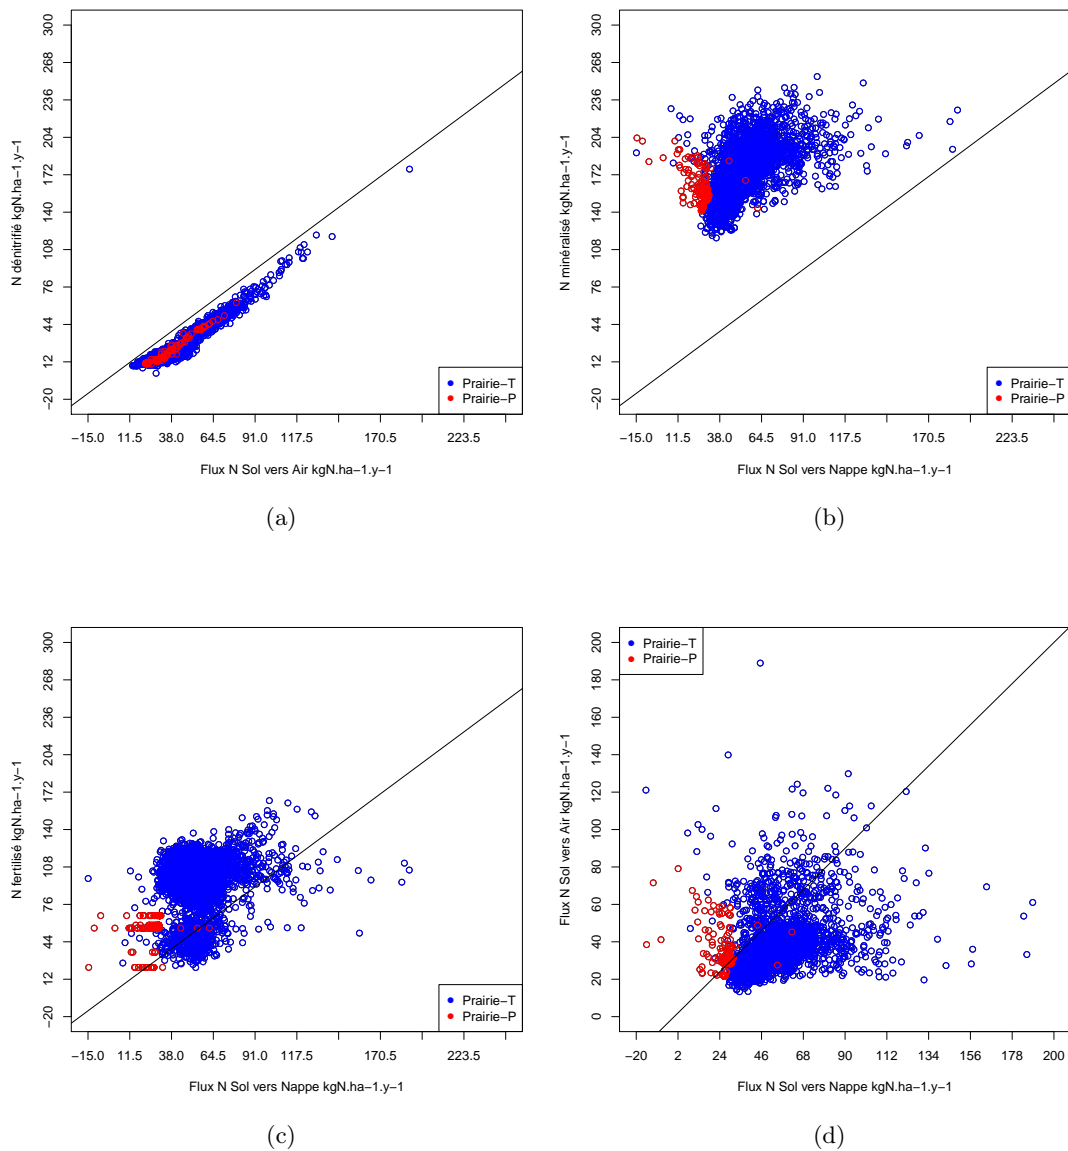 300
268
236
204
172
140
108
76
44
12
−20
N dénitrifié kgN.ha−1.y−1
Prairie−T
Prairie−P
−15.0 11.5 38.0 64.5 91.0 117.5 170.5 223.5
Flux N Sol vers Air kgN.ha−1.y−1
(a)
300
268
236
204
172
140
108
76
44
12
−20
N minéralisé kgN.ha−1.y−1
Prairie−T
Prairie−P
−15.0 11.5 38.0 64.5 91.0 117.5 170.5 223.5
Flux N Sol vers Nappe kgN.ha−1.y−1
(b)
300
268
236
204
172
140
108
76
44
12
−20
N fertilisé kgN.ha−1.y−1
Prairie−T
Prairie−P
−15.0 11.5 38.0 64.5 91.0 117.5 170.5 223.5
Flux N Sol vers Nappe kgN.ha−1.y−1
(c)
Prairie−T
Prairie−P
200
180
160
140
120
100
80
60
40
20
0
Flux N Sol vers Air kgN.ha−1.y−1
−20 2 24 46 68 90 112 134 156 178 200
Flux N Sol vers Nappe kgN.ha−1.y−1
(d)